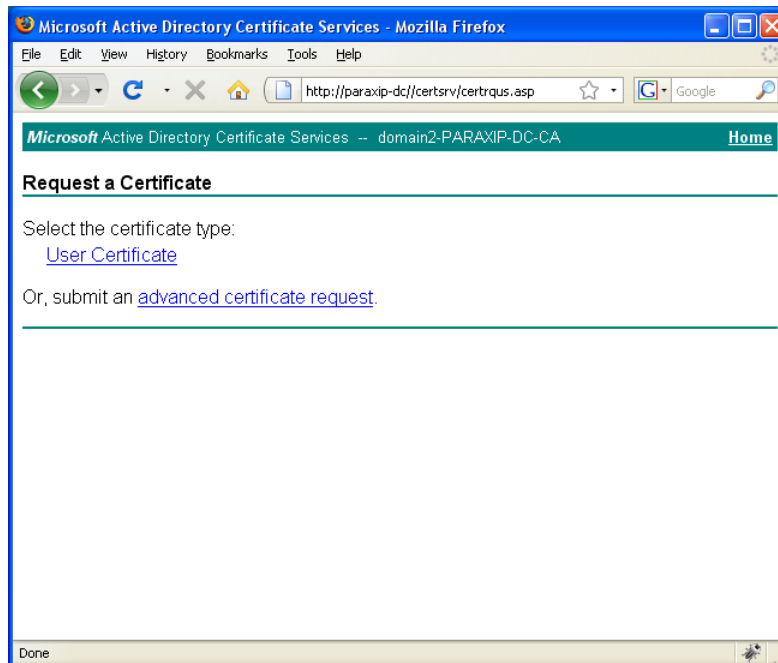 Microsoft Active Directory Certificate Services - Mozilla Firefox
File Edit View History Bookmarks Tools Help
http://paraxip-dc//certsrv/certrqus.asp G Google
Microsoft Active Directory Certificate Services -- domain2-PARAXIP-DC-CA Home
Request a Certificate
Select the certificate type:
User Certificate
Or, submit an advanced certificate request.
Done